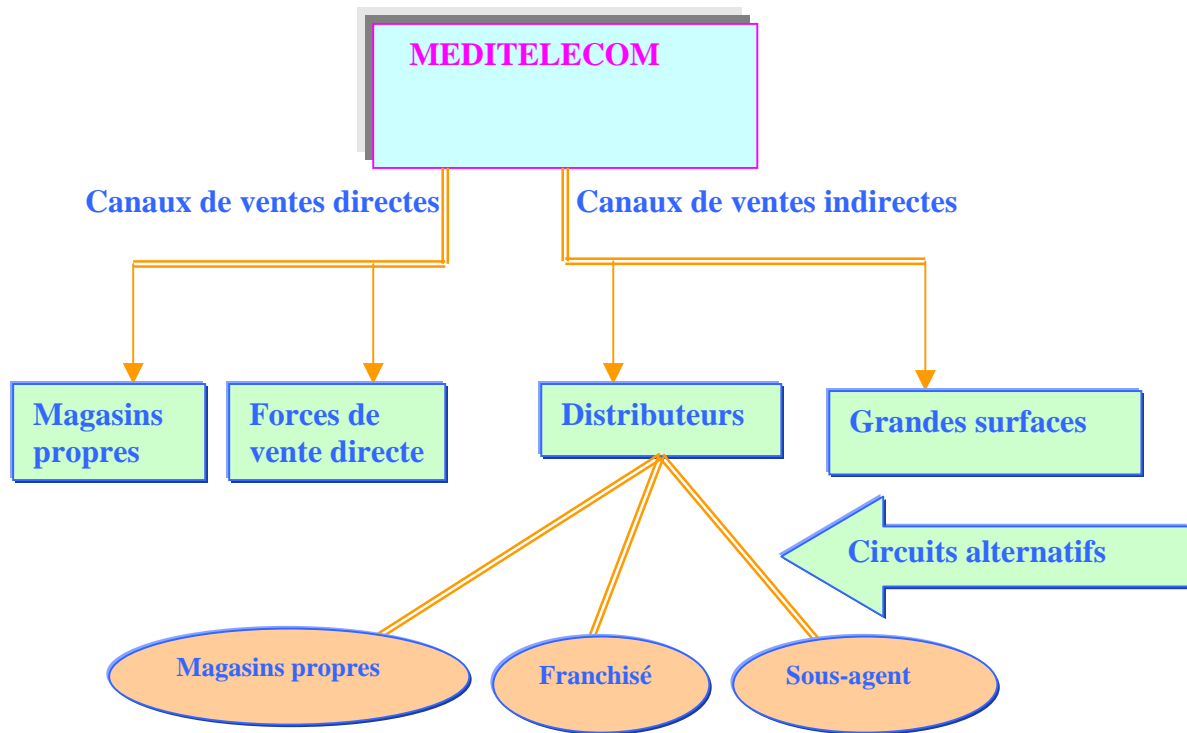 MEDITELECOM
Canaux de ventes directes
Canaux de ventes indirectes
Magasins
propres
Forces de
vente directe
Distributeurs
Grandes surfaces
Circuits alternatifs
Magasins propres
Franchisé
Sous-agent